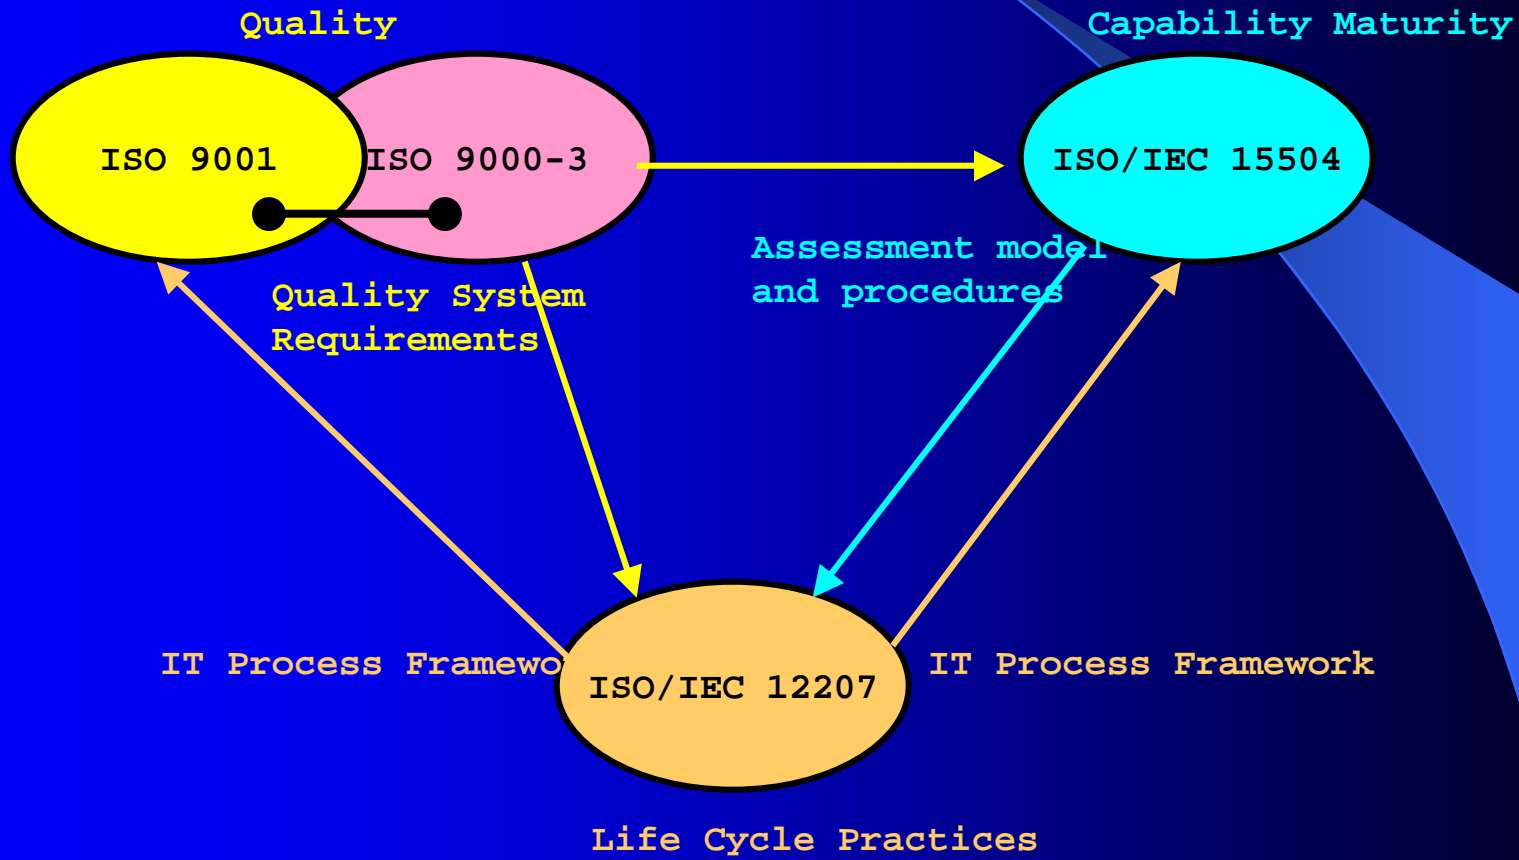 Quality
Capability Maturity
ISO 9001
ISO 9000-3
ISO/IEC 15504
Assessment model
and procedures
Quality System
Requirements
IT Process Framewo
IT Process Framework
ISO/IEC 12207
Life Cycle Practices